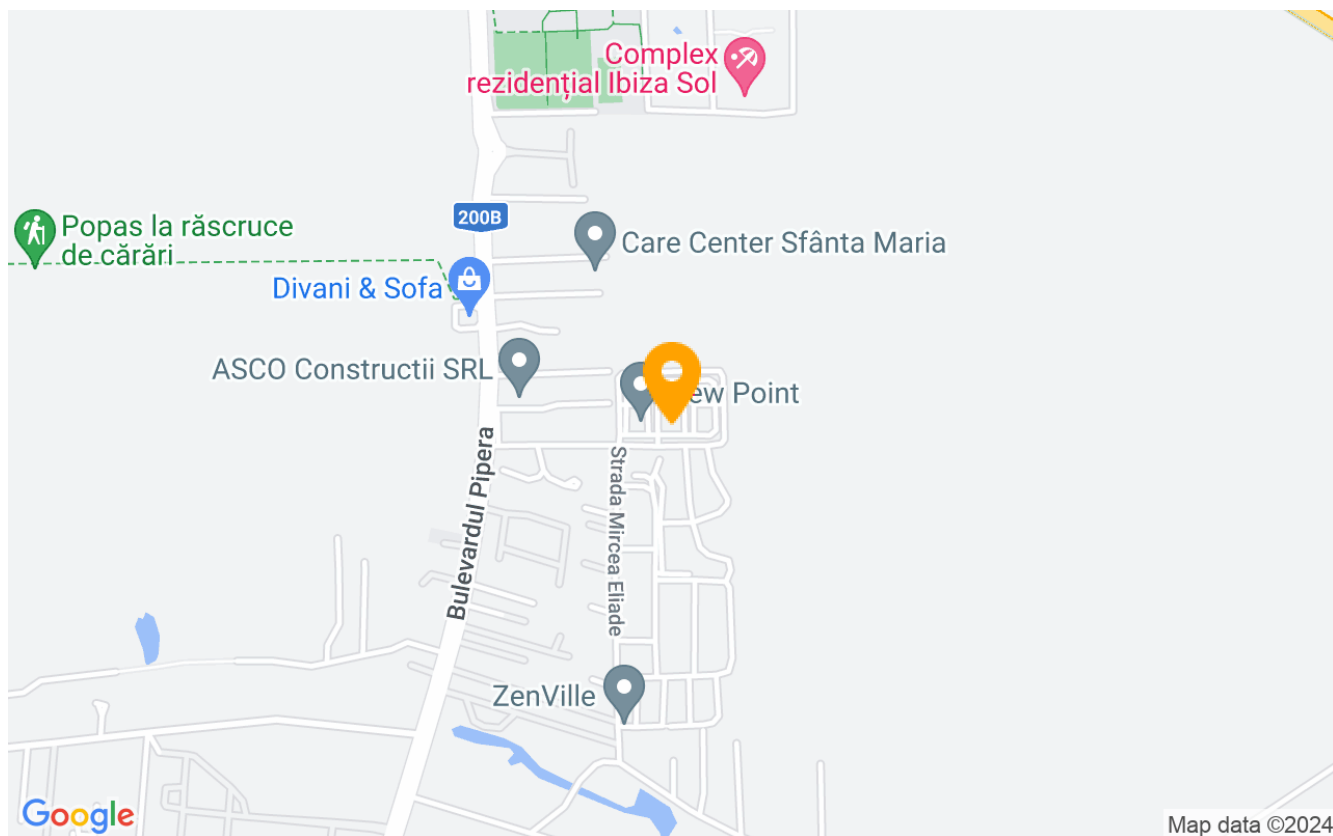 Complex
rezidențial Ibiza Sol
200B
Popas la răscruce
de cărări
Care Center Sfânta Maria
Divani & Sofa
ASCO Constructii SRL
Point
Bulevardul Pipera
Strada Mircea Eliade
ZenVille
Google
Map data ©2024